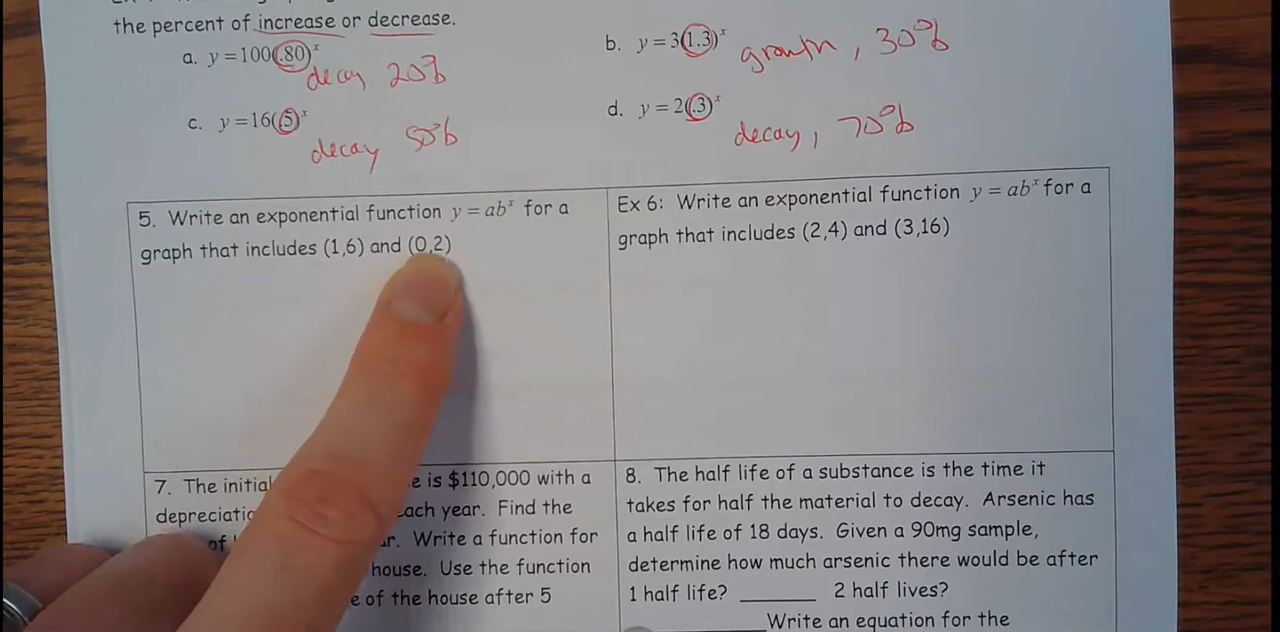 the percent of increase or decrease.
a. y = 100(.80)ˣ decay 20%
b. y = 3(1.3)ˣ growth, 30%
c. y = 16(5)ˣ decay 50%
d. y = 2(.3)ˣ decay, 70%
5. Write an exponential function y = abˣ for a
graph that includes (1,6) and (0,2)
Ex 6: Write an exponential function y = abˣ for a
graph that includes (2,4) and (3,16)
7. The initial e is $110,000 with a
depreciatio each year. Find the
of r. Write a function for
house. Use the function
e of the house after 5
8. The half life of a substance is the time it
takes for half the material to decay. Arsenic has
a half life of 18 days. Given a 90mg sample,
determine how much arsenic there would be after
1 half life? ______ 2 half lives?
______ Write an equation for the